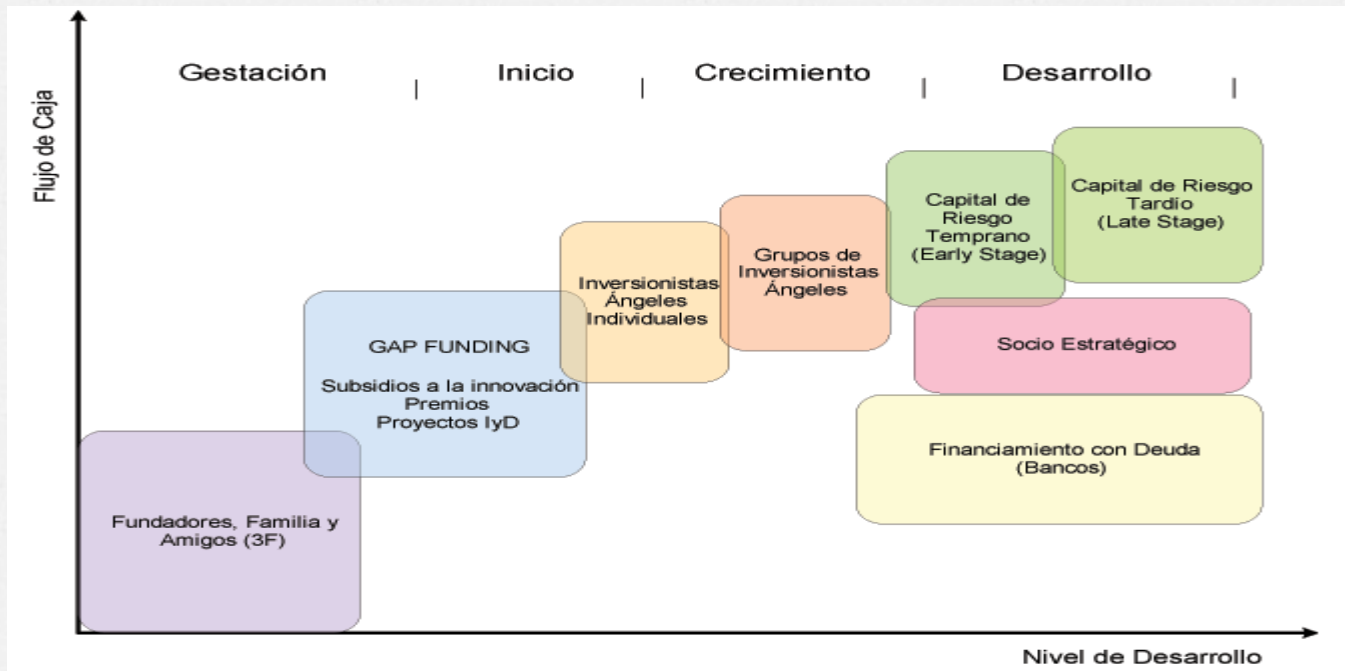 Flujo de Caja
Gestación
Inicio
Crecimiento
Desarrollo
Fundadores, Familia y
Amigos (3F)
GAP FUNDING
Subsidios a la innovación
Premios
Proyectos IyD
Inversionistas
Ángeles
Individuales
Grupos de
Inversionistas
Ángeles
Capital de
Riesgo
Temprano
(Early Stage)
Capital de Riesgo
Tardío
(Late Stage)
Socio Estratégico
Financiamiento con Deuda
(Bancos)
Nivel de Desarrollo